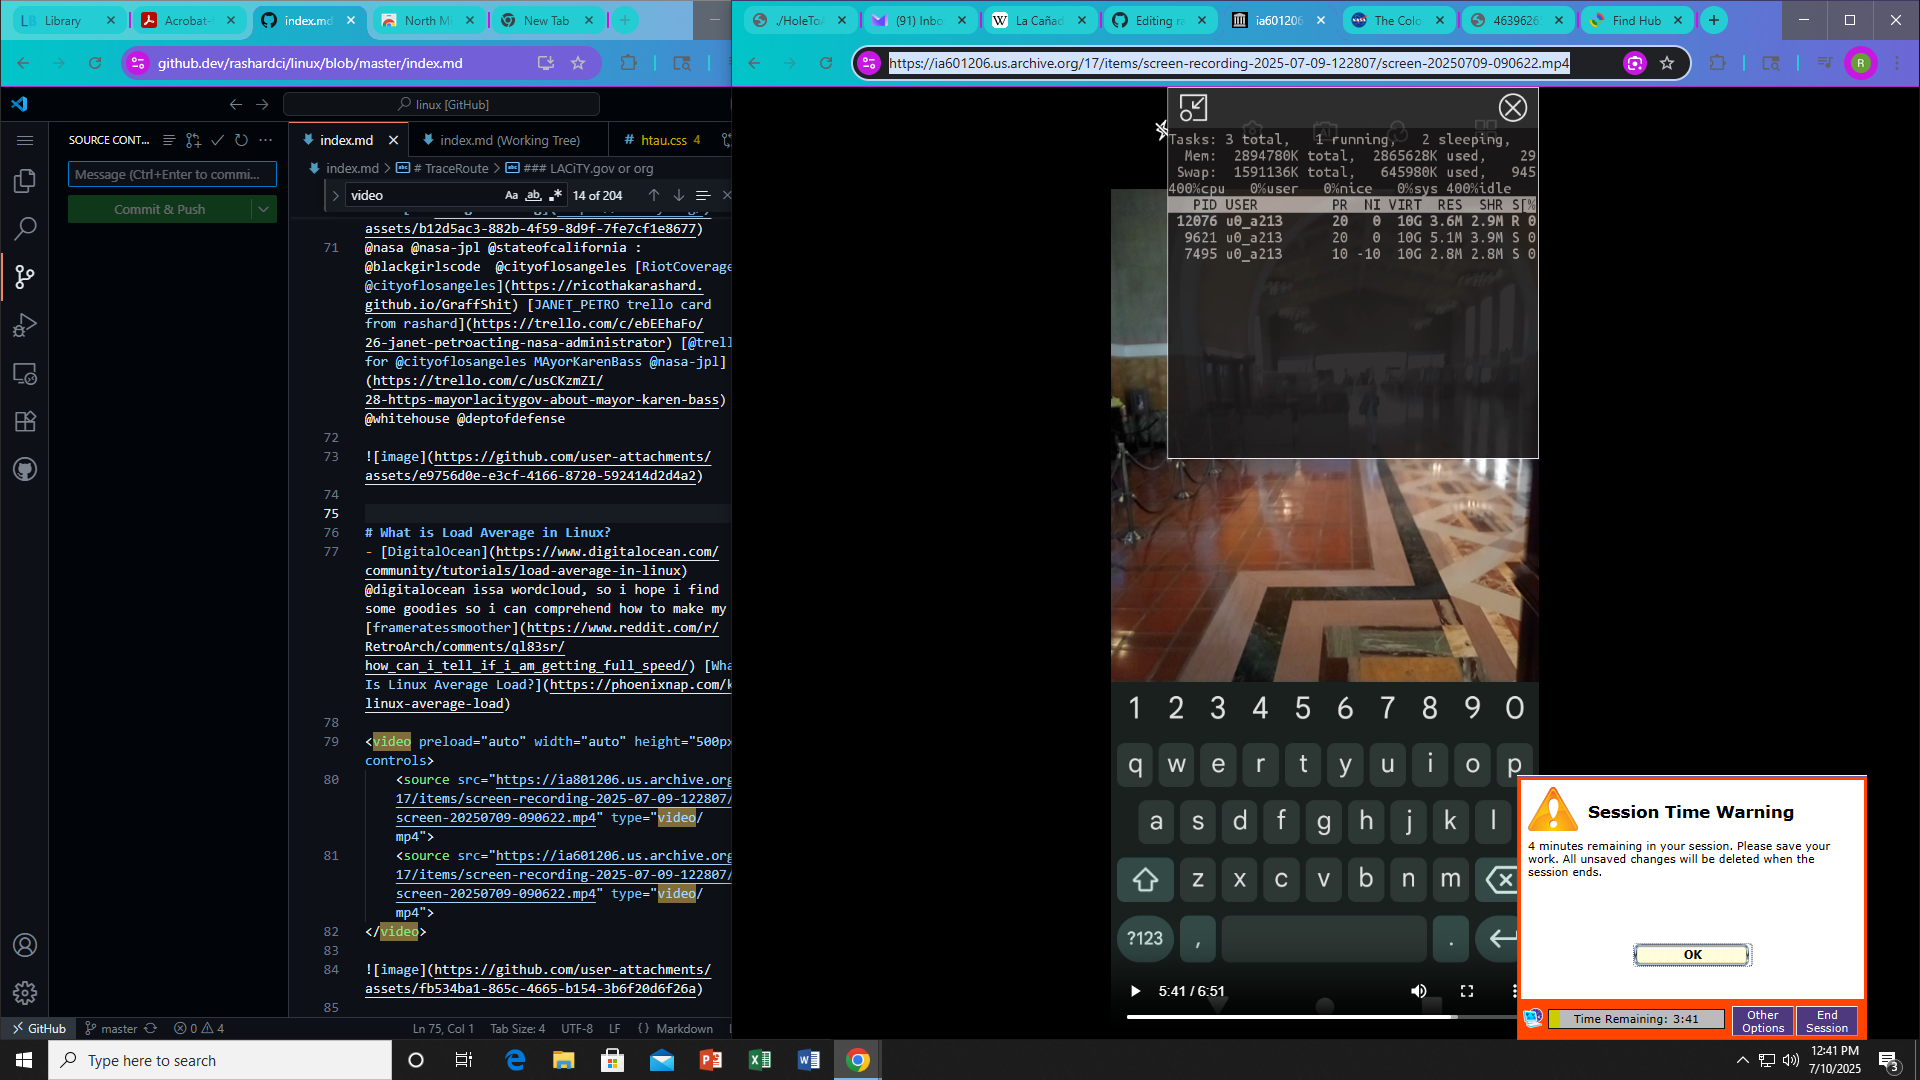 Library
Acrobat-
index.md
North Mi
New Tab
github.dev/rashardci/linux/blob/master/index.md
linux [GitHub]
SOURCE CONT...
Message (Ctrl+Enter to commi...
Commit & Push
index.md
index.md (Working Tree)
# htau.css 4
index.md > # TraceRoute > ### LACiTY.gov or org
video
Aa ab .*
14 of 204
assets/b12d5ac3-882b-4f59-8d9f-7fe7cf1e8677)
71 @nasa @nasa-jpl @stateofcalifornia :
@blackgirlscode @cityoflosangeles [RiotCoverage
@cityoflosangeles](https://ricothakarashard.
github.io/GraffShit) [JANET_PETRO trello card
from rashard](https://trello.com/c/ebEEhaFo/
26-janet-petroacting-nasa-administrator) [@trell
for @cityoflosangeles MAyorKarenBass @nasa-jpl]
(https://trello.com/c/usCKzmZI/
28-https-mayorlacitygov-about-mayor-karen-bass)
@whitehouse @deptofdefense
72
73 ![image](https://github.com/user-attachments/
assets/e9756d0e-e3cf-4166-8720-592414d2d4a2)
74
75
76 # What is Load Average in Linux?
77 - [DigitalOcean](https://www.digitalocean.com/
community/tutorials/load-average-in-linux)
@digitalocean issa wordcloud, so i hope i find
some goodies so i can comprehend how to make my
[frameratessmoother](https://www.reddit.com/r/
RetroArch/comments/ql83sr/
how_can_i_tell_if_i_am_getting_full_speed/) [Wha
Is Linux Average Load?](https://phoenixnap.com/k
linux-average-load)
78
79 <video preload="auto" width="auto" height="500px
controls>
80 <source src="https://ia801206.us.archive.org
17/items/screen-recording-2025-07-09-122807/
screen-20250709-090622.mp4" type="video/
mp4">
81 <source src="https://ia601206.us.archive.org
17/items/screen-recording-2025-07-09-122807/
screen-20250709-090622.mp4" type="video/
mp4">
82 </video>
83
84 ![image](https://github.com/user-attachments/
assets/fb534ba1-865c-4665-b154-3b6f20d6f26a)
85
GitHub
master
0 4
Ln 75, Col 1
Tab Size: 4
UTF-8
LF
{ } Markdown
./HoleToA
(91) Inbo
La Cañad
Editing ra
ia601206
The Colo
4639626
Find Hub
https://ia601206.us.archive.org/17/items/screen-recording-2025-07-09-122807/screen-20250709-090622.mp4
R
Tasks: 3 total, 1 running, 2 sleeping,
Mem: 2894780K total, 2865628K used, 29
Swap: 1591136K total, 645980K used, 945
400%cpu 0%user 0%nice 0%sys 400%idle
PID USER PR NI VIRT RES SHR S[%
12076 u0_a213 20 0 10G 3.6M 2.9M R 0
9621 u0_a213 20 0 10G 5.1M 3.9M S 0
7495 u0_a213 10 -10 10G 2.8M 2.8M S 0
1 2 3 4 5 6 7 8 9 0
q w e r t y u i o p
a s d f g h j k l
z x c v b n m
?123 , .
5:41 / 6:51
Session Time Warning
4 minutes remaining in your session. Please save your
work. All unsaved changes will be deleted when the
session ends.
OK
Time Remaining: 3:41
Other
Options
End
Session
Type here to search
12:41 PM
7/10/2025
3